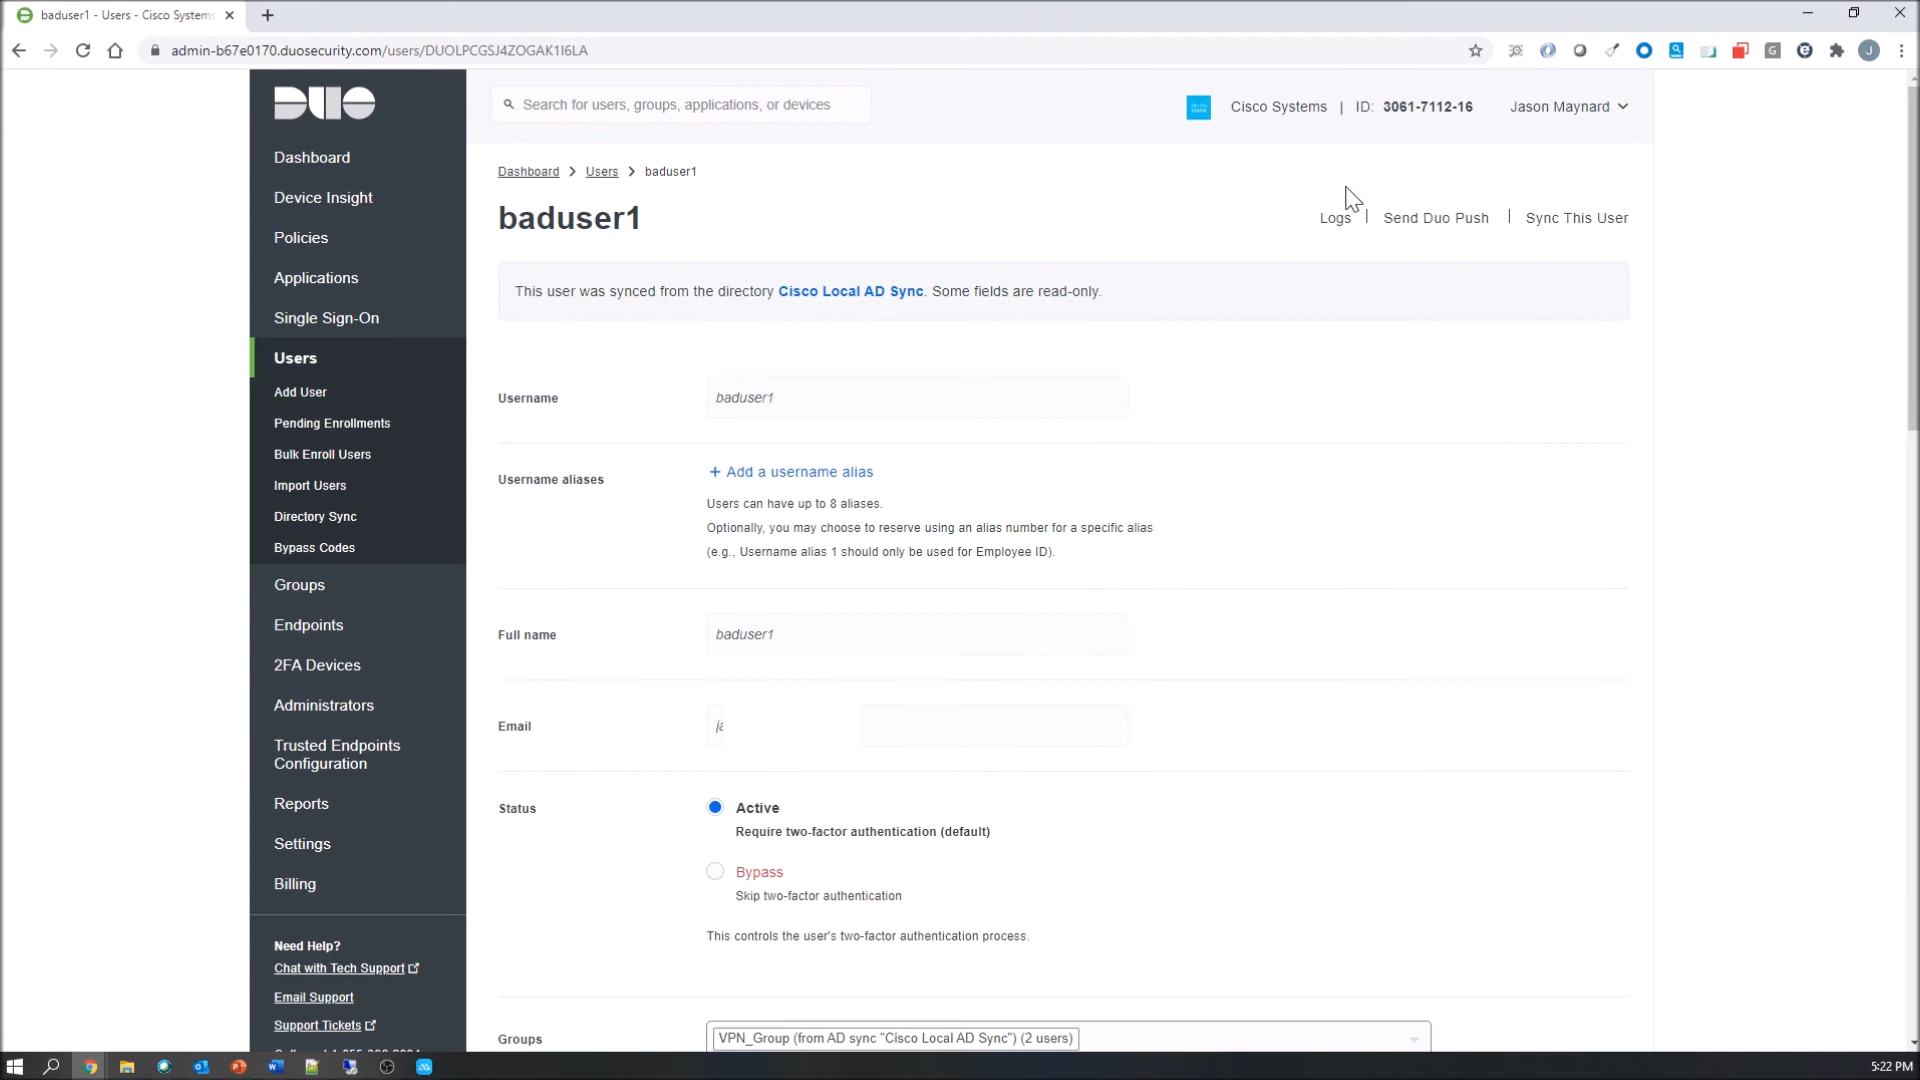 baduser1 - Users - Cisco Systems
admin-b67e0170.duosecurity.com/users/DUOLPCGSJ4ZOGAK1I6LA
J
DUO
Search for users, groups, applications, or devices
Cisco Systems | ID: 3061-7112-16
Jason Maynard
Dashboard
Device Insight
Policies
Applications
Single Sign-On
Users
Add User
Pending Enrollments
Bulk Enroll Users
Import Users
Directory Sync
Bypass Codes
Groups
Endpoints
2FA Devices
Administrators
Trusted Endpoints
Configuration
Reports
Settings
Billing
Need Help?
Chat with Tech Support
Email Support
Support Tickets
Dashboard > Users > baduser1
baduser1
Logs | Send Duo Push | Sync This User
This user was synced from the directory Cisco Local AD Sync. Some fields are read-only.
Username
baduser1
Username aliases
+ Add a username alias
Users can have up to 8 aliases.
Optionally, you may choose to reserve using an alias number for a specific alias
(e.g., Username alias 1 should only be used for Employee ID).
Full name
baduser1
Email
Status
Active
Require two-factor authentication (default)
Bypass
Skip two-factor authentication
This controls the user's two-factor authentication process.
Groups
VPN_Group (from AD sync "Cisco Local AD Sync") (2 users)
5:22 PM